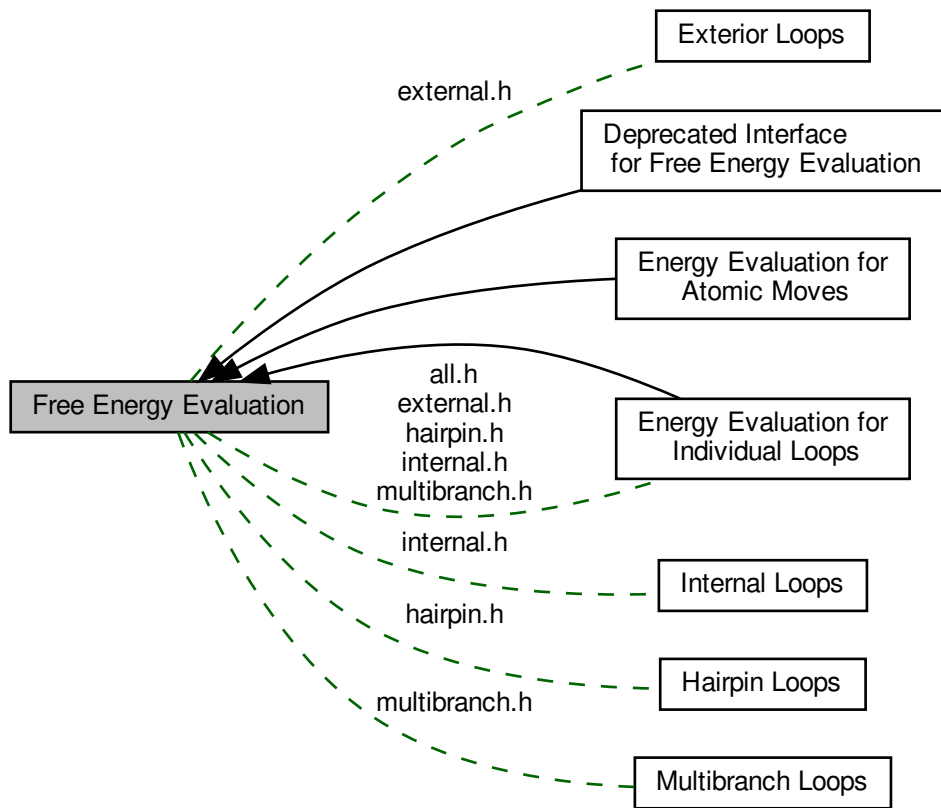 Exterior Loops
external.h
Deprecated Interface
for Free Energy Evaluation
Energy Evaluation for
Atomic Moves
Free Energy Evaluation
all.h
external.h
hairpin.h
internal.h
multibranch.h
Energy Evaluation for
Individual Loops
internal.h
Internal Loops
hairpin.h
Hairpin Loops
multibranch.h
Multibranch Loops